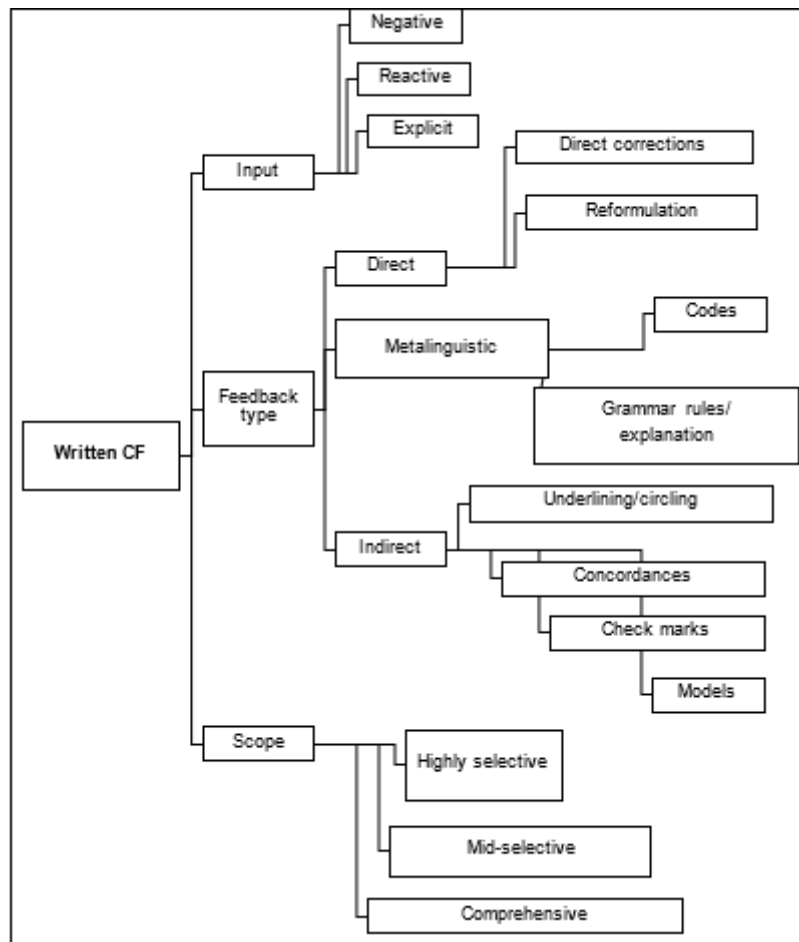 Negative
Reactive
Explicit
Input
Direct corrections
Reformulation
Direct
Codes
Metalinguistic
Feedback
type
Grammar rules/
explanation
Written CF
Underlining/circling
Indirect
Concordances
Check marks
Models
Scope
Highly selective
Mid-selective
Comprehensive